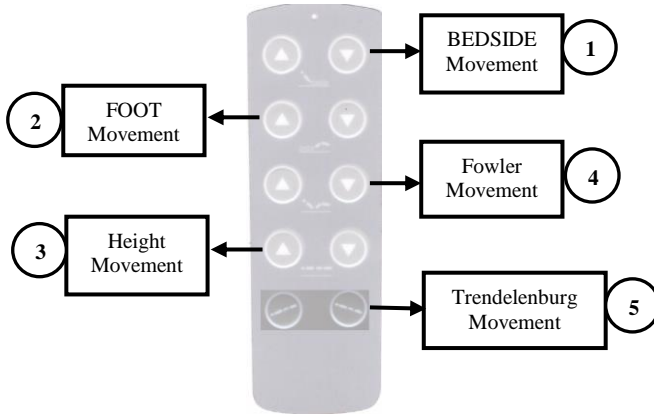 BEDSIDE
Movement
1
2
FOOT
Movement
Fowler
Movement
4
3
Height
Movement
Trendelenburg
Movement
5